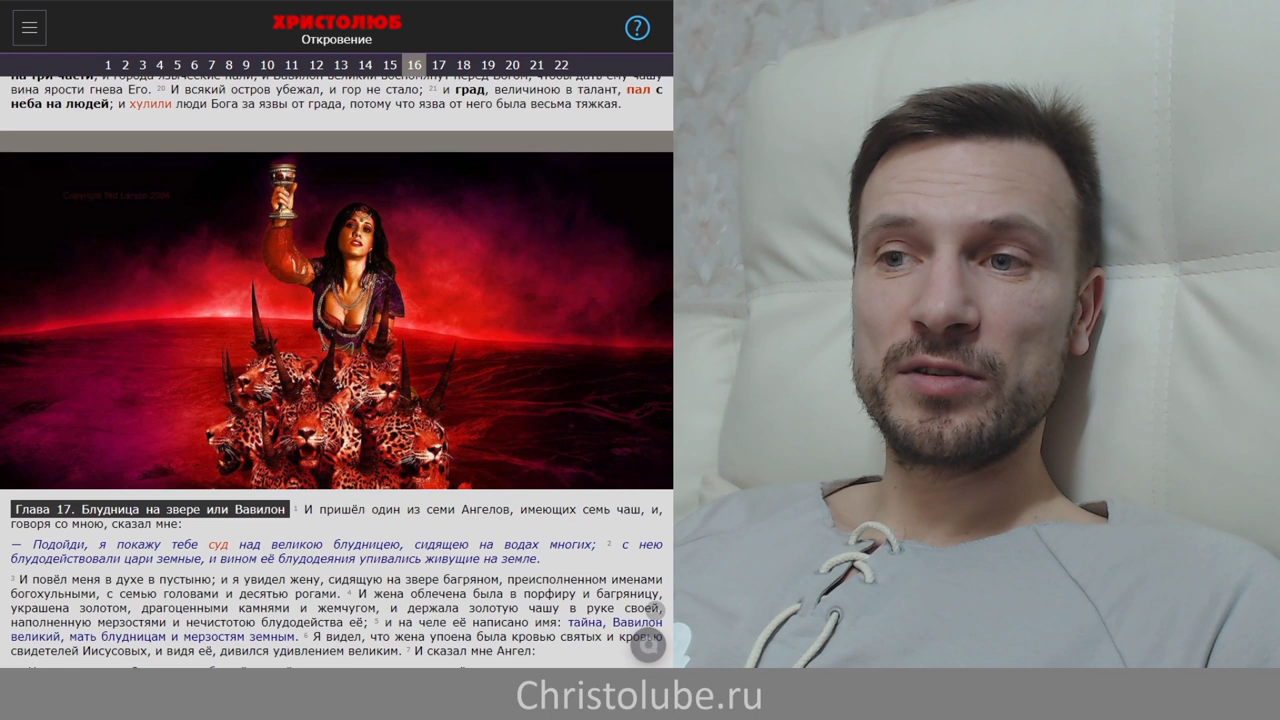 ХРИСТОЛЮБ
Откровение
1 2 3 4 5 6 7 8 9 10 11 12 13 14 15 16 17 18 19 20 21 22
вина ярости гнева Его. 20 И всякий остров убежал, и гор не стало; 21 и град, величиною в талант, пал с
неба на людей; и хулили люди Бога за язвы от града, потому что язва от него была весьма тяжкая.
Глава 17. Блудница на звере или Вавилон 1 И пришёл один из семи Ангелов, имеющих семь чаш, и,
говоря со мною, сказал мне:
— Подойди, я покажу тебе суд над великою блудницею, сидящею на водах многих; 2 с нею
блудодействовали цари земные, и вином её блудодеяния упивались живущие на земле.
3 И повёл меня в духе в пустыню; и я увидел жену, сидящую на звере багряном, преисполненном именами
богохульными, с семью головами и десятью рогами. 4 И жена облечена была в порфиру и багряницу,
украшена золотом, драгоценными камнями и жемчугом, и держала золотую чашу в руке своей,
наполненную мерзостями и нечистотою блудодейства её; 5 и на челе её написано имя: тайна, Вавилон
великий, мать блудницам и мерзостям земным. 6 Я видел, что жена упоена была кровью святых и кровью
свидетелей Иисусовых, и видя её, дивился удивлением великим. 7 И сказал мне Ангел:
Christolube.ru